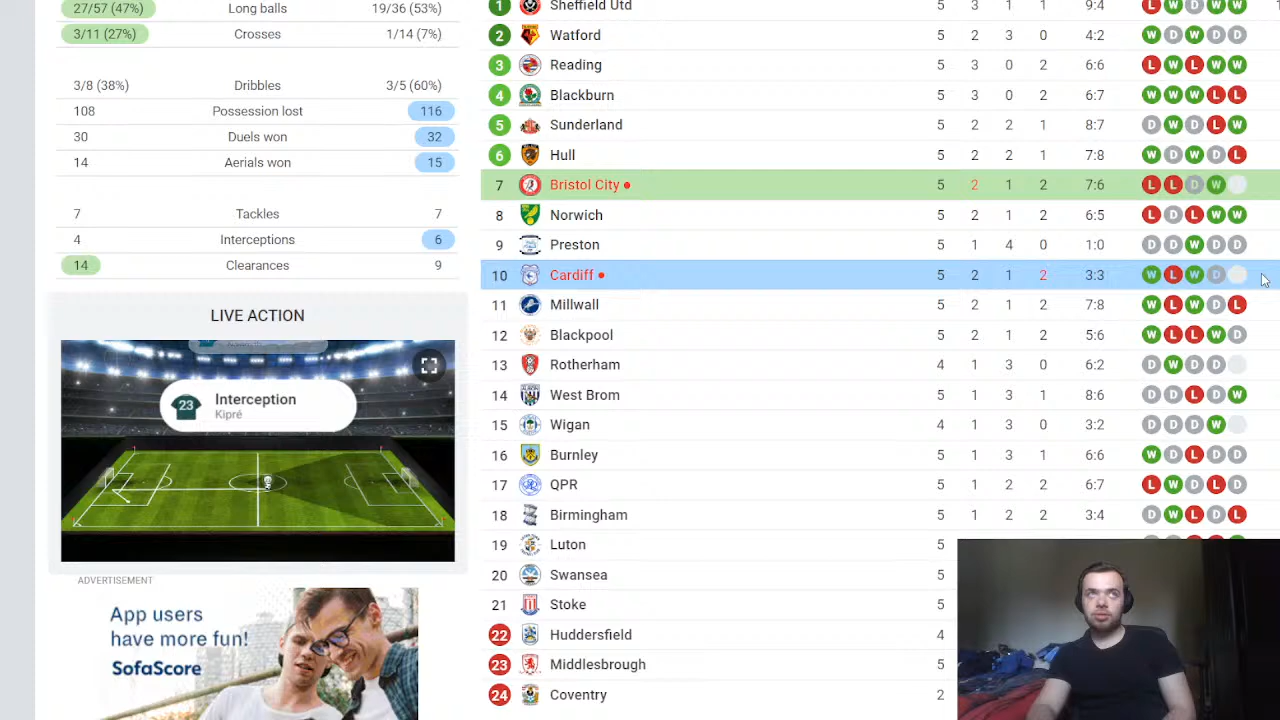 27/57 (47%) Long balls 19/36 (53%)
3/11 (27%) Crosses 1/14 (7%)
3/8 (38%) Dribbles 3/5 (60%)
108 Possession lost 116
30 Duels won 32
14 Aerials won 15
7 Tackles 7
4 Interceptions 6
14 Clearances 9
LIVE ACTION
23 Interception
Kipré
ADVERTISEMENT
App users
have more fun!
SofaScore
1 Sheffield Utd 5 3 1 1 9:4 L W D W W
2 Watford 5 2 3 0 4:2 W D W D D
3 Reading 5 3 0 2 6:6 L W L W W
4 Blackburn 5 3 0 2 6:7 W W W L L
5 Sunderland 5 2 2 1 8:7 D W D L W
6 Hull 5 2 2 1 7:8 W D W D L
7 Bristol City 5 2 1 2 7:6 L L D W
8 Norwich 5 2 1 2 6:5 L D L W W
9 Preston 5 1 4 0 1:0 D D W D D
10 Cardiff 5 2 1 2 3:3 W L W D
11 Millwall 5 2 1 2 7:8 W L W D L
12 Blackpool 5 2 1 2 5:6 W L L W D
13 Rotherham 4 1 3 0 6:2 D W D D
14 West Brom 5 1 3 1 8:6 D D L D W
15 Wigan 4 1 3 0 3:2 D D D W
16 Burnley 5 1 3 1 6:6 W D L D D
17 QPR 5 1 2 2 6:7 L W D L D
18 Birmingham 5 1 2 2 3:4 D W L D L
19 Luton 5
20 Swansea 5
21 Stoke 5
22 Huddersfield 4
23 Middlesbrough 5
24 Coventry 2